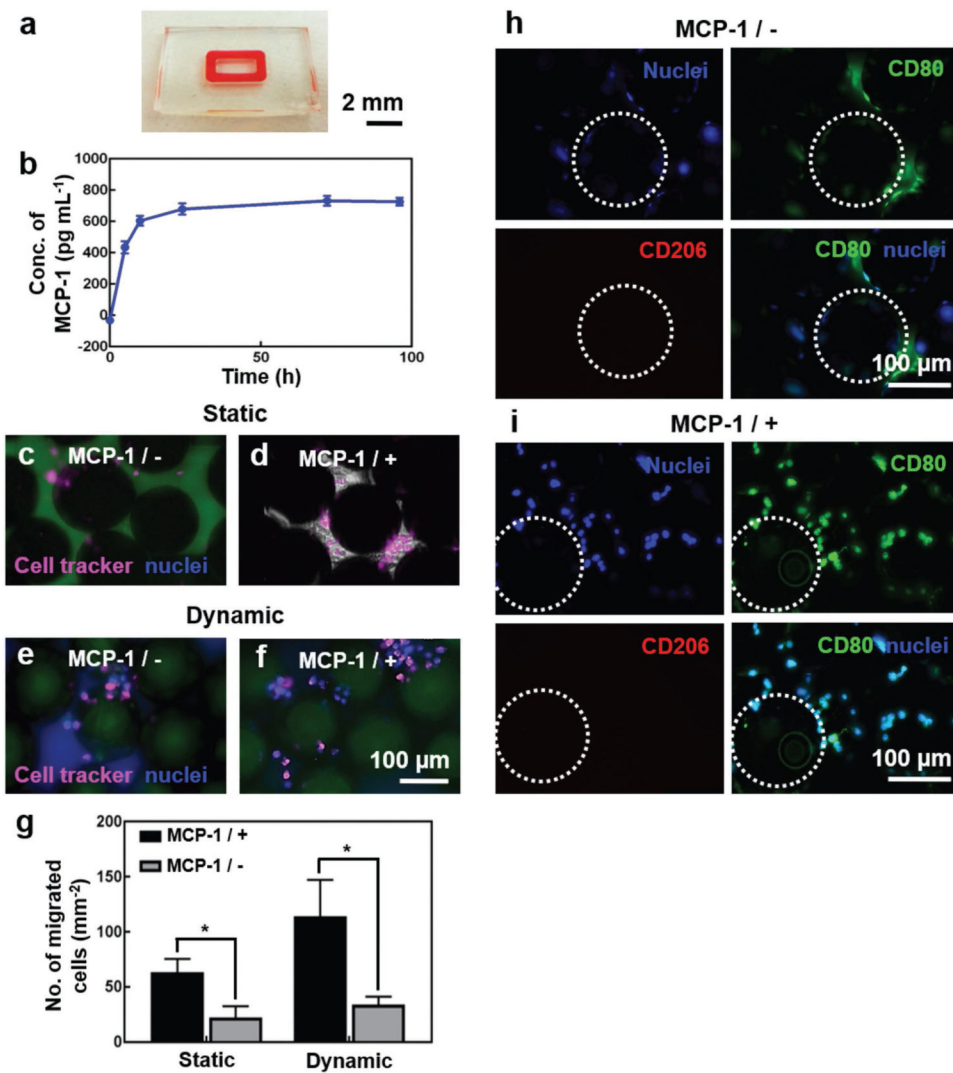 a
2 mm
b
Conc. of
MCP-1 (pg mL-1)
1000
800
600
400
200
0
-200
0
50
100
Time (h)
Static
c
MCP-1 / -
Cell tracker nuclei
d
MCP-1 / +
Dynamic
e
MCP-1 / -
Cell tracker nuclei
f
MCP-1 / +
100 µm
g
No. of migrated
cells (mm-2)
200
150
100
50
0
MCP-1 / +
MCP-1 / -
*
*
Static
Dynamic
h
MCP-1 / -
Nuclei
CD80
CD206
CD80 nuclei
100 µm
i
MCP-1 / +
Nuclei
CD80
CD206
CD80 nuclei
100 µm